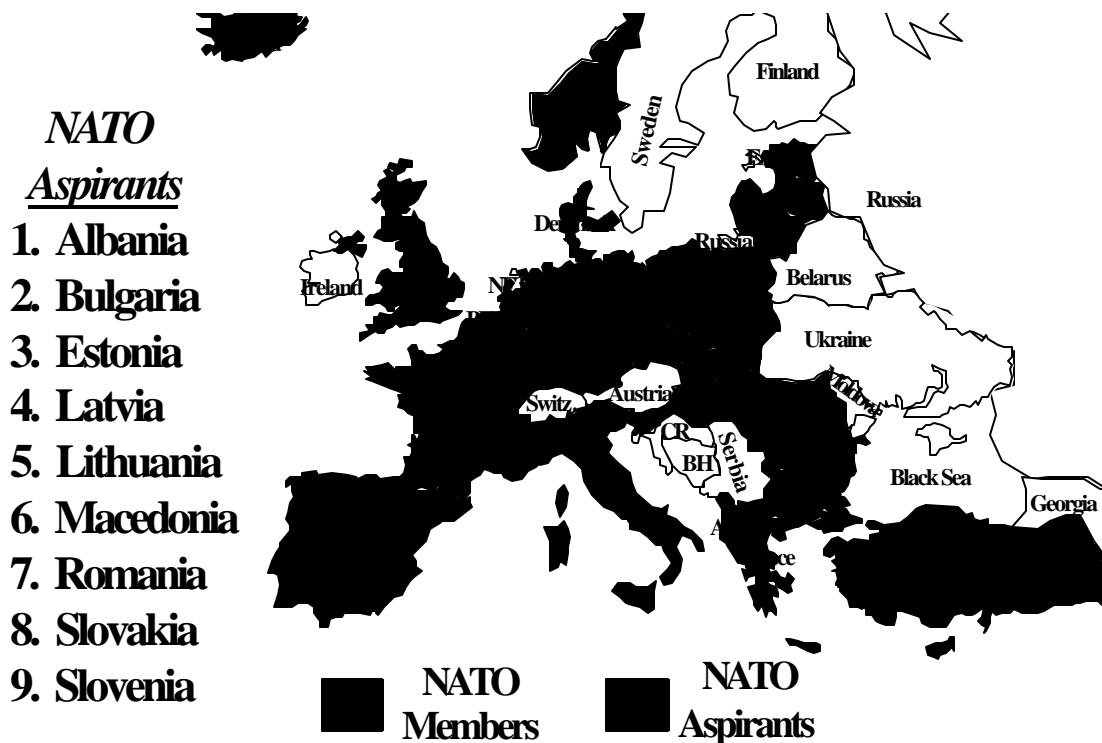 NATO
Aspirants
1. Albania
2. Bulgaria
3. Estonia
4. Latvia
5. Lithuania
6. Macedonia
7. Romania
8. Slovakia
9. Slovenia
Finland
Sweden
Russia
Russia
Belarus
Ireland
Ukraine
Moldova
Austria
Switz.
CR
BH
Serbia
Black Sea
Georgia
NATO
Members
NATO
Aspirants